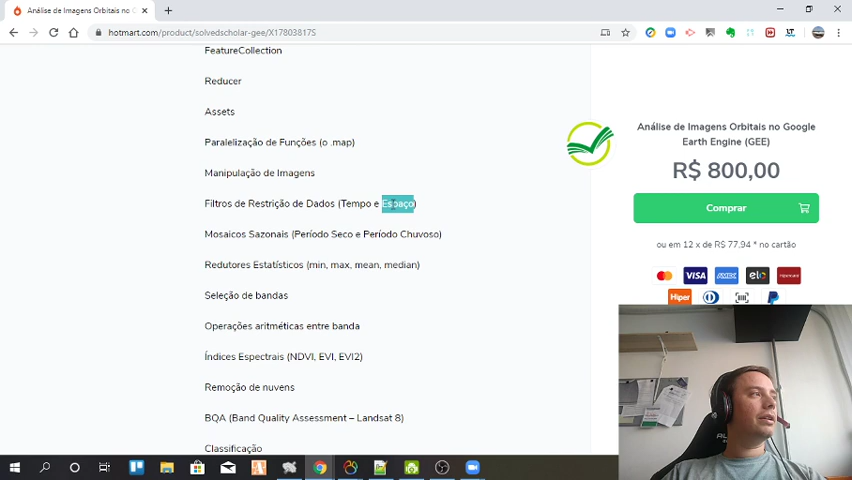 Análise de Imagens Orbitais no G
hotmart.com/product/solvedscholar-gee/X17803817S
FeatureCollection
Reducer
Assets
Paralelização de Funções (o .map)
Manipulação de Imagens
Filtros de Restrição de Dados (Tempo e Espaço)
Mosaicos Sazonais (Período Seco e Período Chuvoso)
Redutores Estatísticos (min, max, mean, median)
Seleção de bandas
Operações aritméticas entre banda
Índices Espectrais (NDVI, EVI, EVI2)
Remoção de nuvens
BQA (Band Quality Assessment – Landsat 8)
Classificação
Análise de Imagens Orbitais no Google
Earth Engine (GEE)
R$ 800,00
Comprar
ou em 12 x de R$ 77,94 * no cartão
VISA
AMEX
elo
Hipercard
Hiper